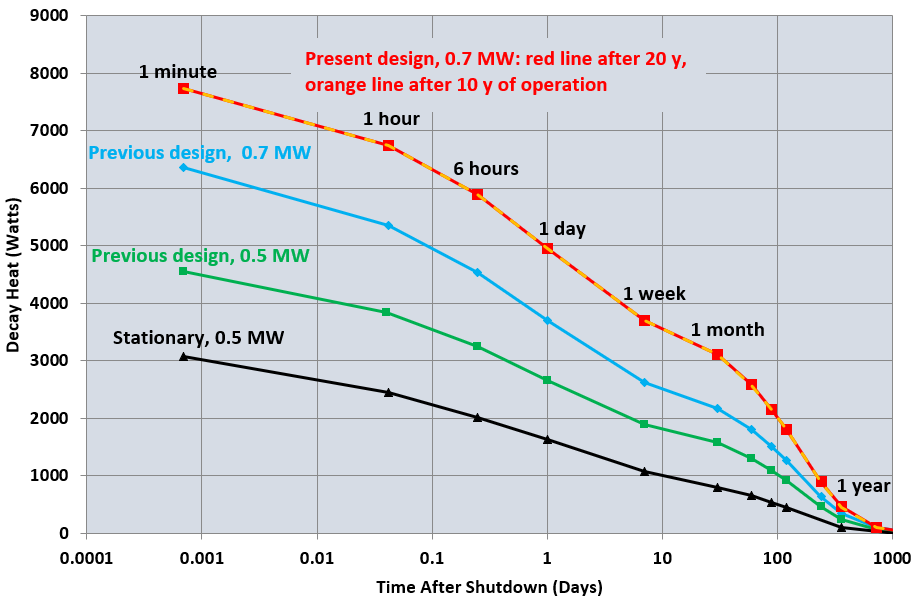 9000
8000
7000
6000
5000
4000
3000
2000
1000
0
Decay Heat (Watts)
Present design, 0.7 MW: red line after 20 y,
orange line after 10 y of operation
1 minute
1 hour
Previous design,  0.7 MW
6 hours
1 day
Previous design, 0.5 MW
1 week
1 month
Stationary, 0.5 MW
1 year
0.0001
0.001
0.01
0.1
1
10
100
1000
Time After Shutdown (Days)